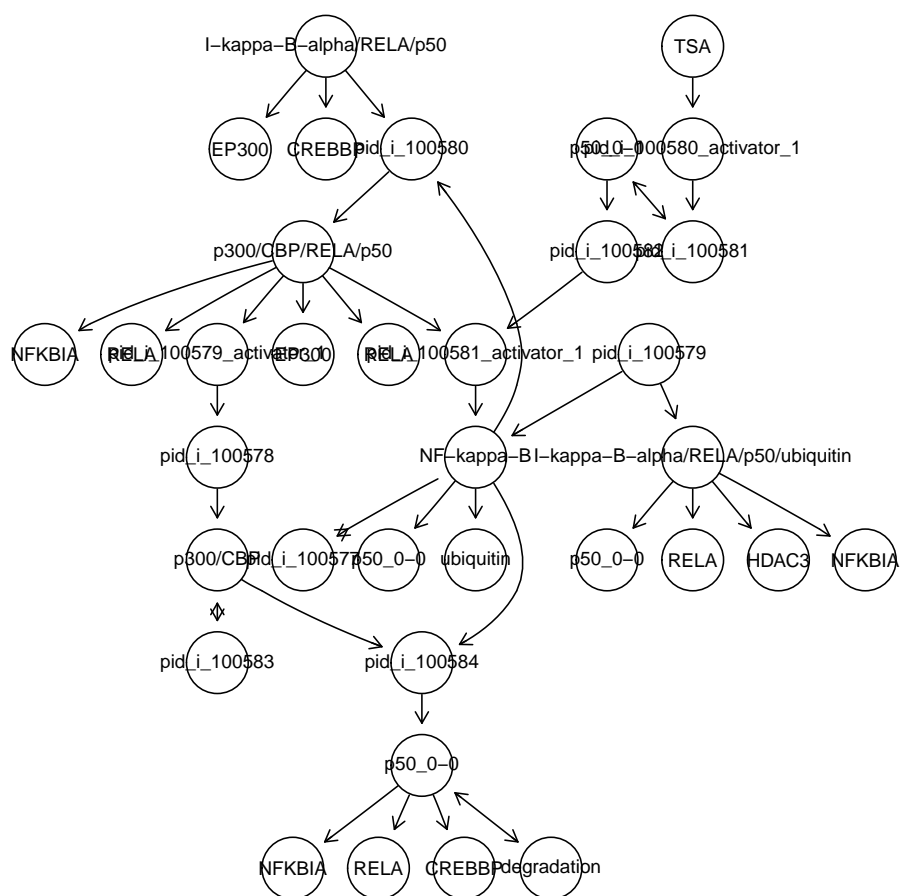 I−kappa−B−alpha/RELA/p50
TSA
EP300
CREBBP
pid_i_100580
p50_0−0
pid_i_100580_activator_1
p300/CBP/RELA/p50
pid_i_100582
pid_i_100581
NFKBIA
RELA
pid_i_100579_activator_1
EP300
RELA
pid_i_100581_activator_1
pid_i_100579
pid_i_100578
NF−kappa−B
I−kappa−B−alpha/RELA/p50/ubiquitin
p300/CBP
pid_i_100577
p50_0−0
ubiquitin
p50_0−0
RELA
HDAC3
NFKBIA
pid_i_100583
pid_i_100584
p50_0−0
NFKBIA
RELA
CREBBP
degradation